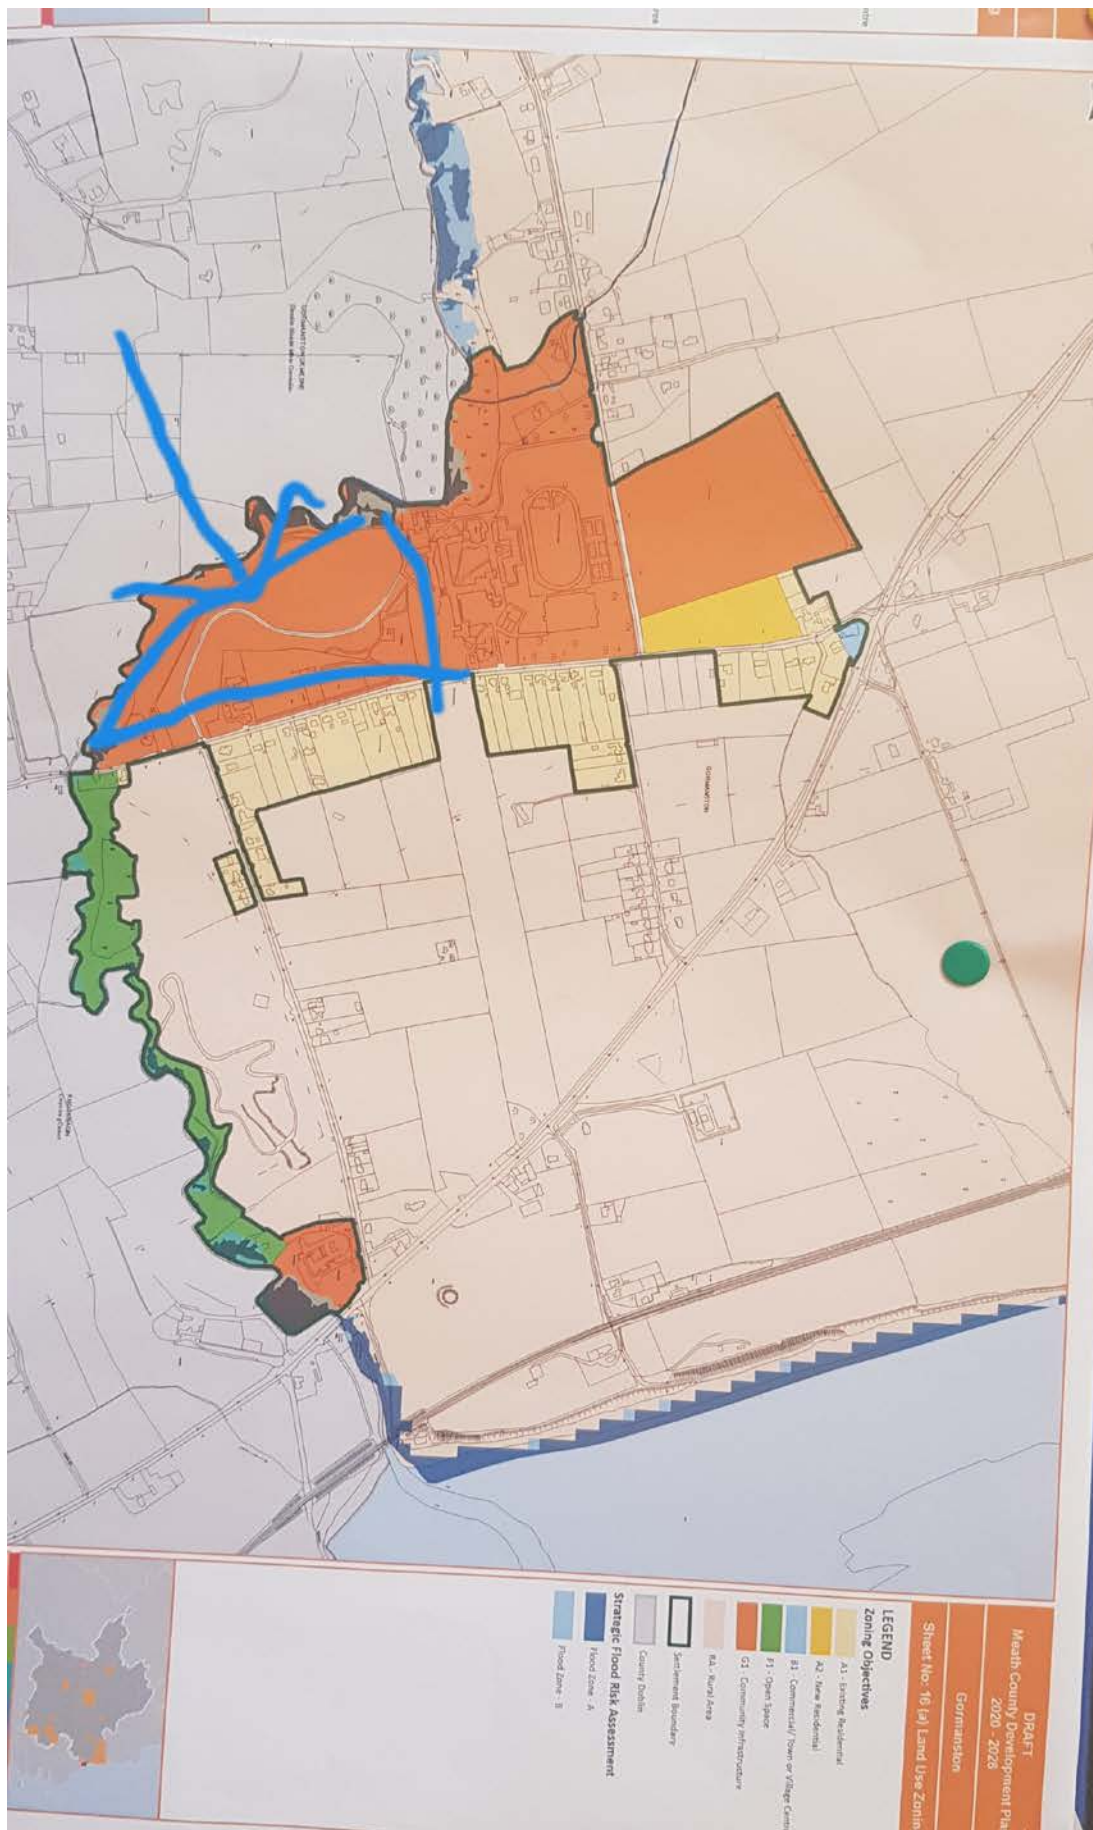 DRAFT
Meath County Development Pla
2020 - 2026
Gormanston
Sheet No: 16 (a) Land Use Zonin
LEGEND
Zoning Objectives
A1 - Existing Residential
A2 - New Residential
B1 - Commercial/ Town or Village Centr
F1 - Open Space
G1 - Community Infrastructure
RA - Rural Area
Settlement Boundary
County Dublin
Strategic Flood Risk Assessment
Flood Zone - A
Flood Zone - B
GORMANSTON